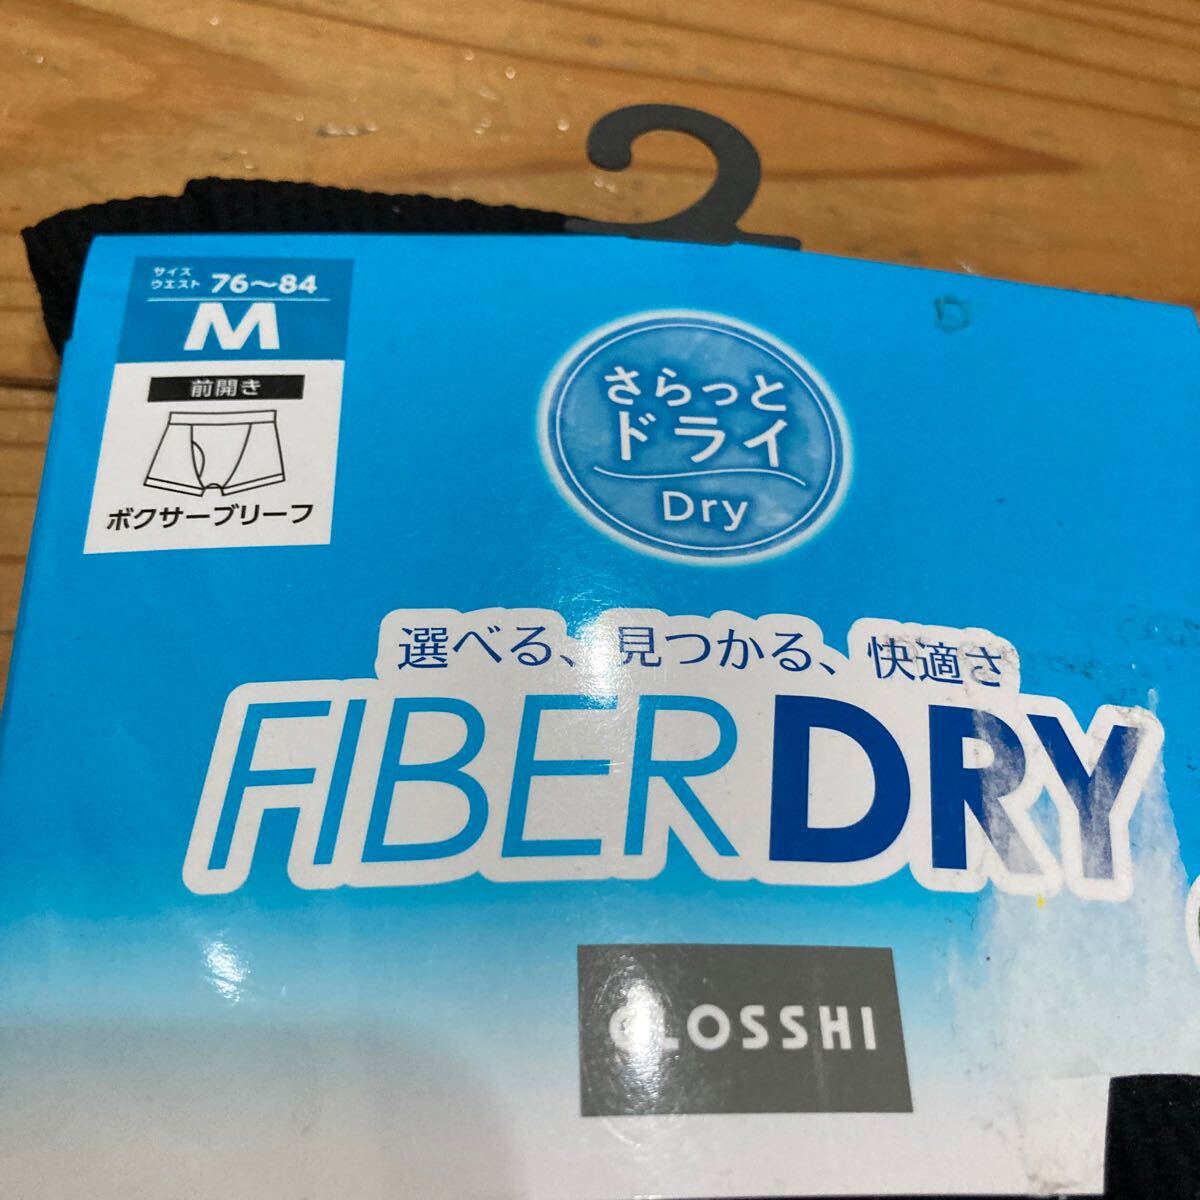 サイズ
ウエスト 76～84
M
前開き
ボクサーブリーフ
さらっと
ドライ
Dry
選べる、見つかる、快適さ
FIBERDRY
GLOSSHI